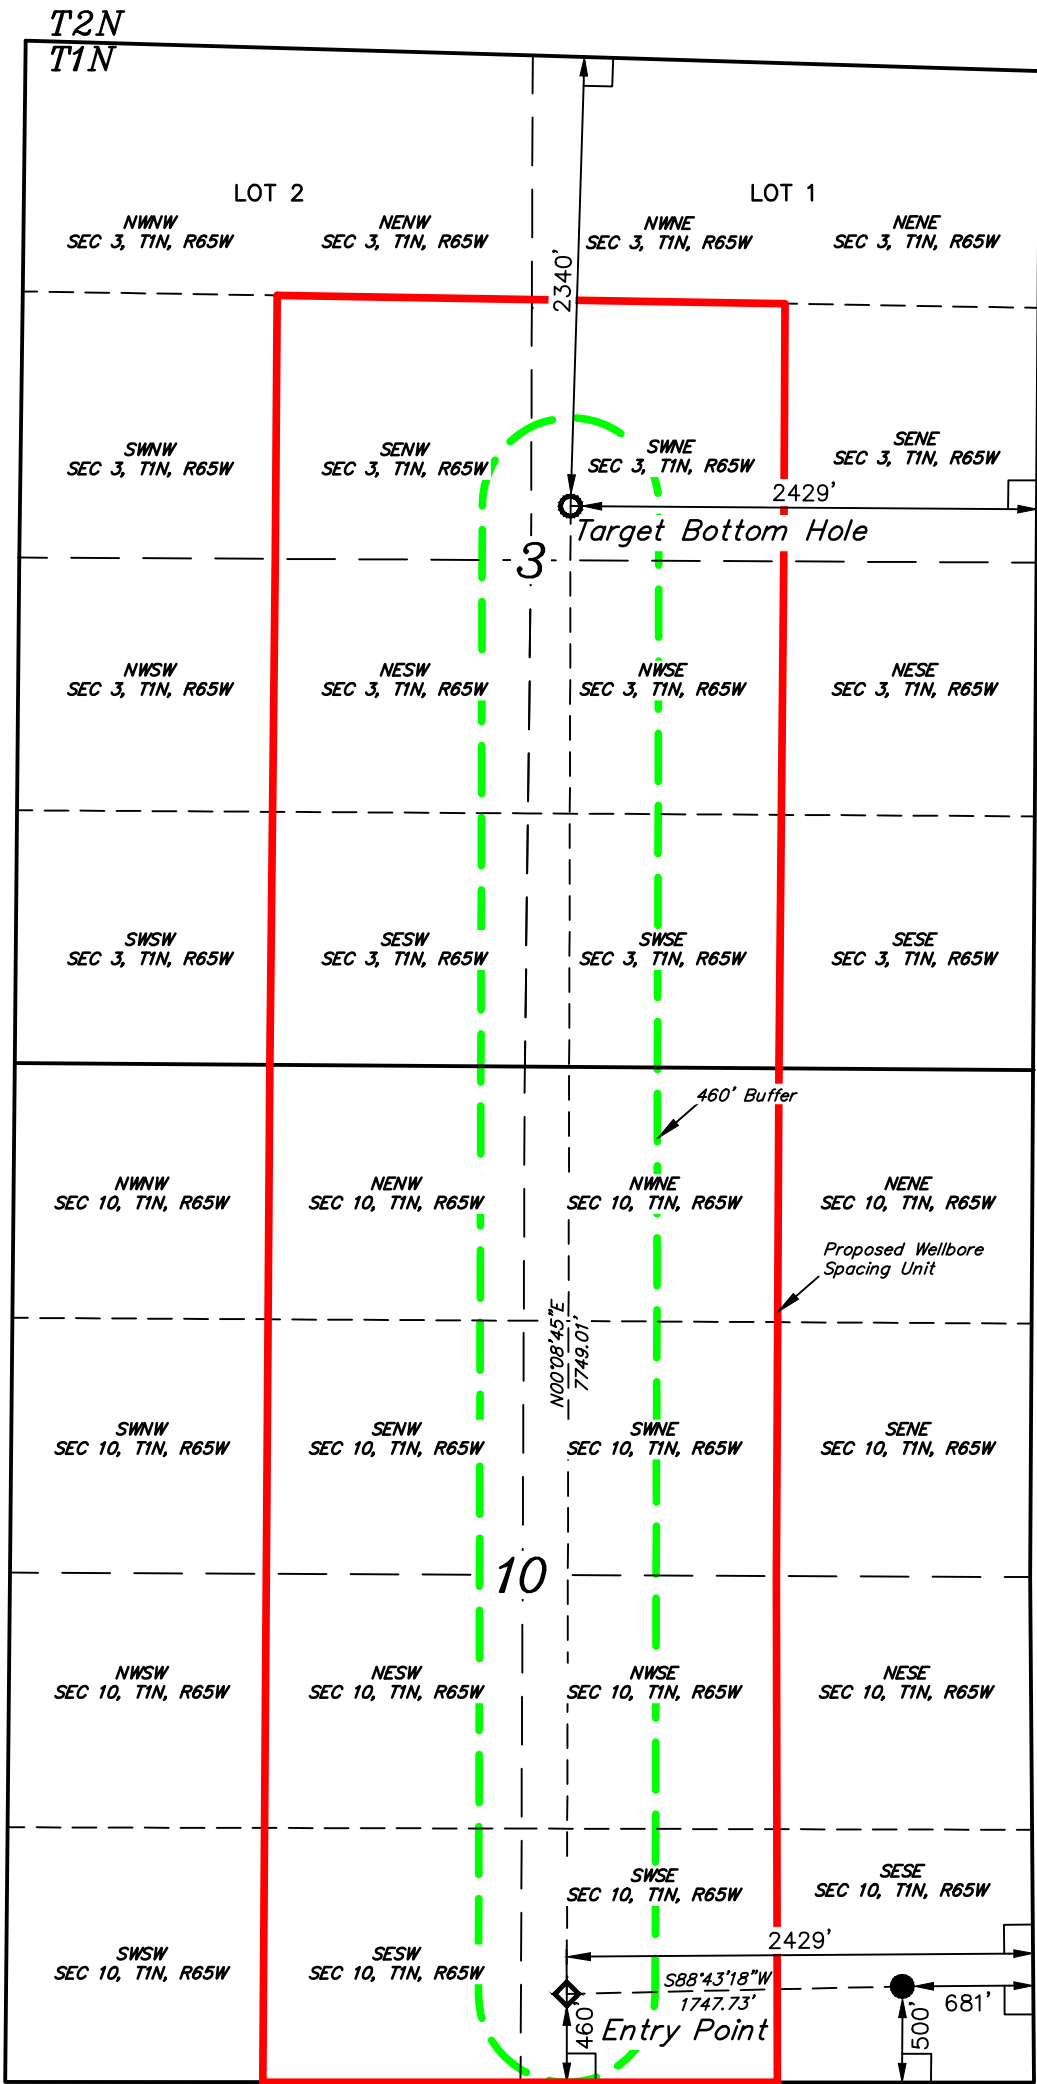 T2N
T1N
LOT 2
LOT 1
NWNW
SEC 3, T1N, R65W
NENW
SEC 3, T1N, R65W
NWNE
SEC 3, T1N, R65W
NENE
SEC 3, T1N, R65W
2340'
SWNW
SEC 3, T1N, R65W
SENW
SEC 3, T1N, R65W
SWNE
SEC 3, T1N, R65W
SENE
SEC 3, T1N, R65W
2429'
Target Bottom Hole
3
NWSW
SEC 3, T1N, R65W
NESW
SEC 3, T1N, R65W
NWSE
SEC 3, T1N, R65W
NESE
SEC 3, T1N, R65W
SWSW
SEC 3, T1N, R65W
SESW
SEC 3, T1N, R65W
SWSE
SEC 3, T1N, R65W
SESE
SEC 3, T1N, R65W
460' Buffer
NWNW
SEC 10, T1N, R65W
NENW
SEC 10, T1N, R65W
NWNE
SEC 10, T1N, R65W
NENE
SEC 10, T1N, R65W
Proposed Wellbore
Spacing Unit
N00°08'45"E
7749.01'
SWNW
SEC 10, T1N, R65W
SENW
SEC 10, T1N, R65W
SWNE
SEC 10, T1N, R65W
SENE
SEC 10, T1N, R65W
10
NWSW
SEC 10, T1N, R65W
NESW
SEC 10, T1N, R65W
NWSE
SEC 10, T1N, R65W
NESE
SEC 10, T1N, R65W
SWSE
SEC 10, T1N, R65W
SESE
SEC 10, T1N, R65W
2429'
SWSW
SEC 10, T1N, R65W
SESW
SEC 10, T1N, R65W
S88°43'18"W
1747.73'
681'
460'
Entry Point
500'